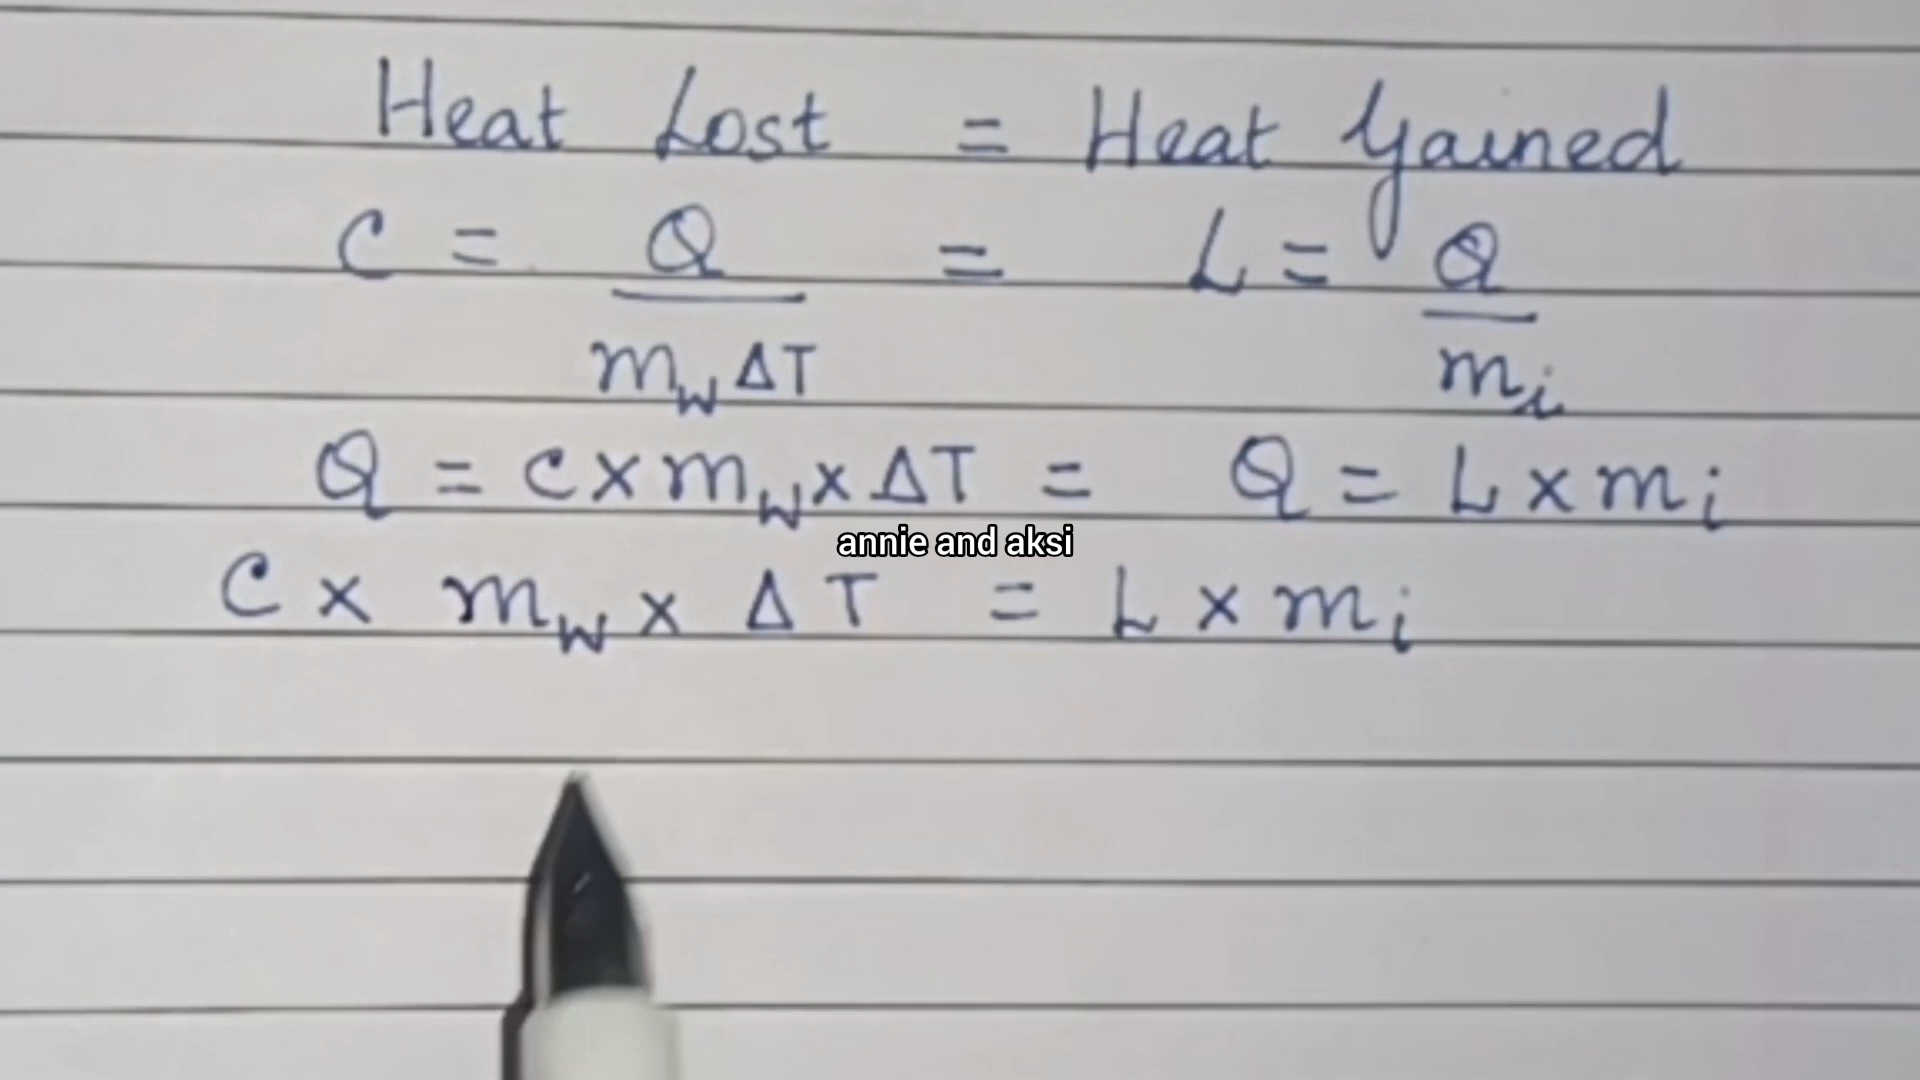 Heat Lost = Heat Gained
C = Q = L = Q
m_w ΔT m_i
Q = C x m_w x ΔT = Q = L x m_i
annie and aksi
C x m_w x ΔT = L x m_i